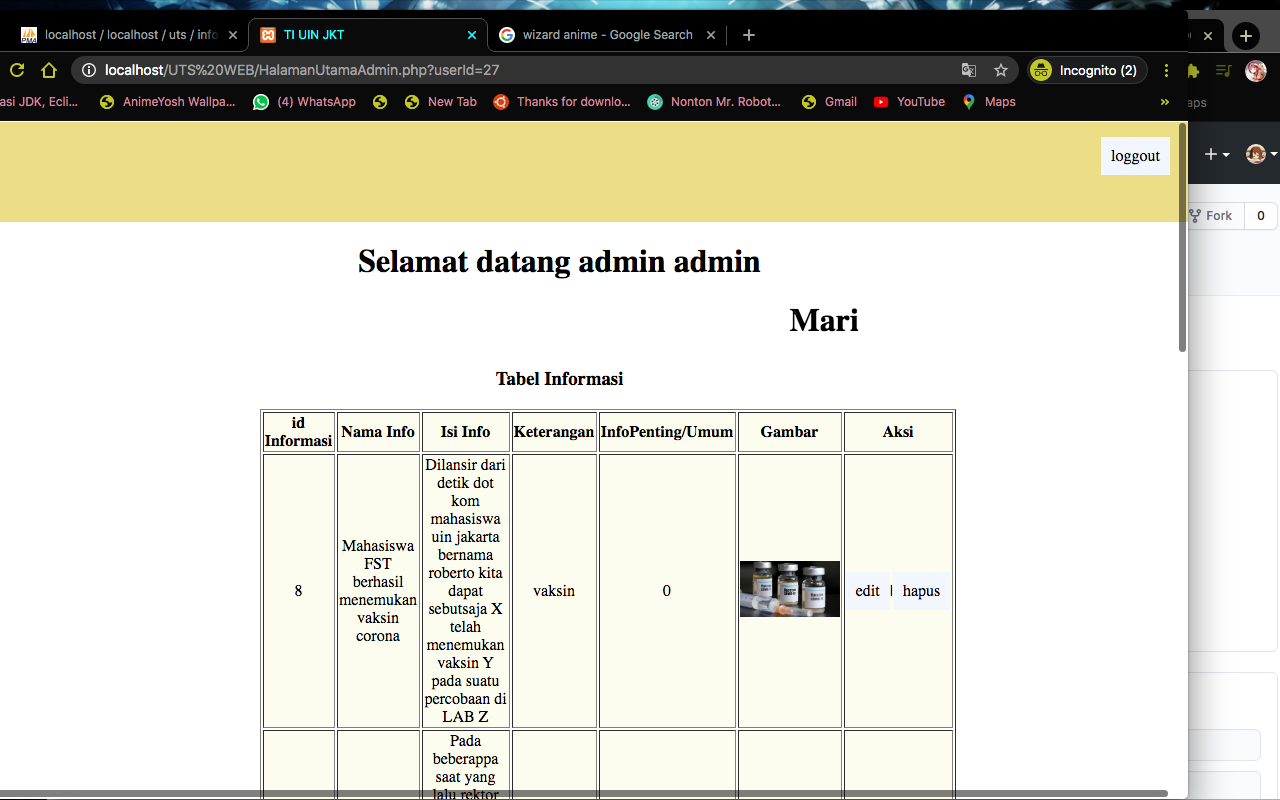 localhost / localhost / uts / info
TI UIN JKT
wizard anime - Google Search
localhost/UTS%20WEB/HalamanUtamaAdmin.php?userId=27
Incognito (2)
asi JDK, Ecli...
AnimeYosh Wallpa...
(4) WhatsApp
New Tab
Thanks for downlo...
Nonton Mr. Robot...
Gmail
YouTube
Maps
»
aps
loggout
Fork
0
Selamat datang admin admin
Mari
Tabel Informasi
id
Informasi
Nama Info
Isi Info
Keterangan
InfoPenting/Umum
Gambar
Aksi
8
Mahasiswa
FST
berhasil
menemukan
vaksin
corona
Dilansir dari
detik dot
kom
mahasiswa
uin jakarta
bernama
roberto kita
dapat
sebutsaja X
telah
menemukan
vaksin Y
pada suatu
percobaan di
LAB Z
vaksin
0
edit | hapus
Pada
beberappa
saat yang
lalu rektor